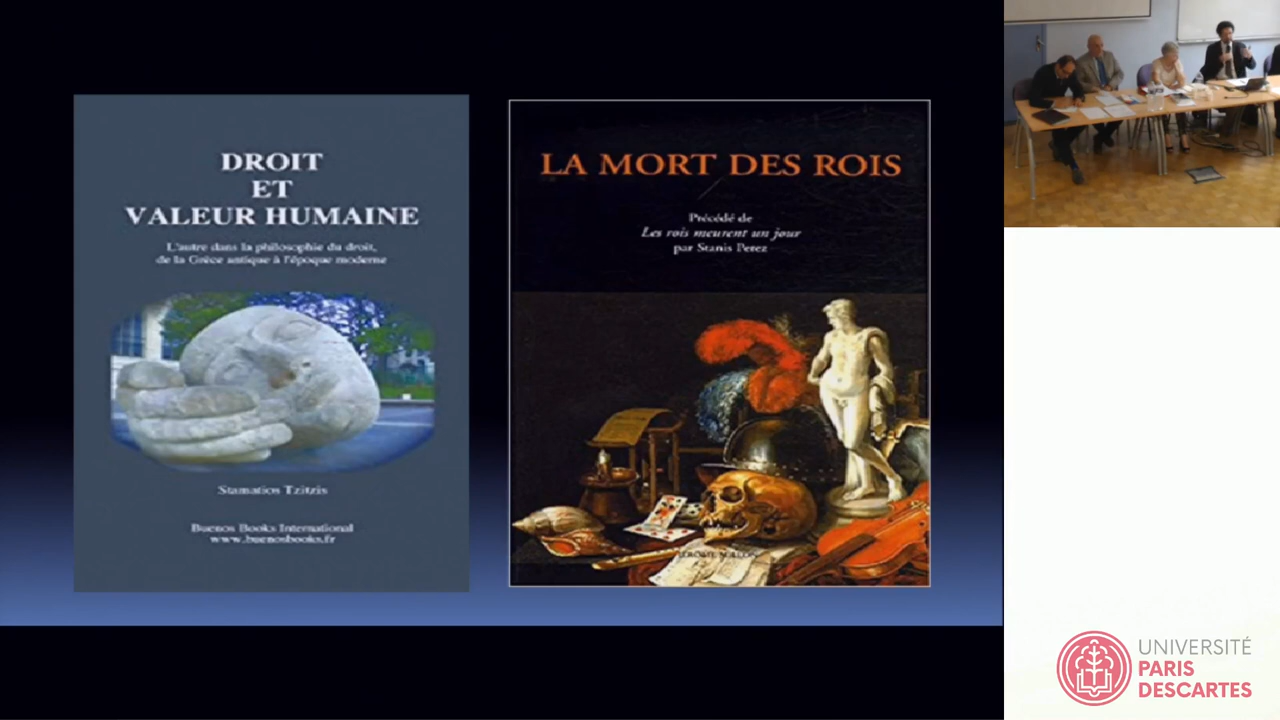 DROIT
ET
VALEUR HUMAINE
L'autre dans la philosophie du droit,
de la Grèce antique à l'époque moderne
Stamatios Tzitzis
Buenos Books International
www.buenosbooks.fr
LA MORT DES ROIS
Précédé de
Les rois meurent un jour
par Stanis Perez
JÉRÔME MILLON
UNIVERSITÉ
PARIS
DESCARTES